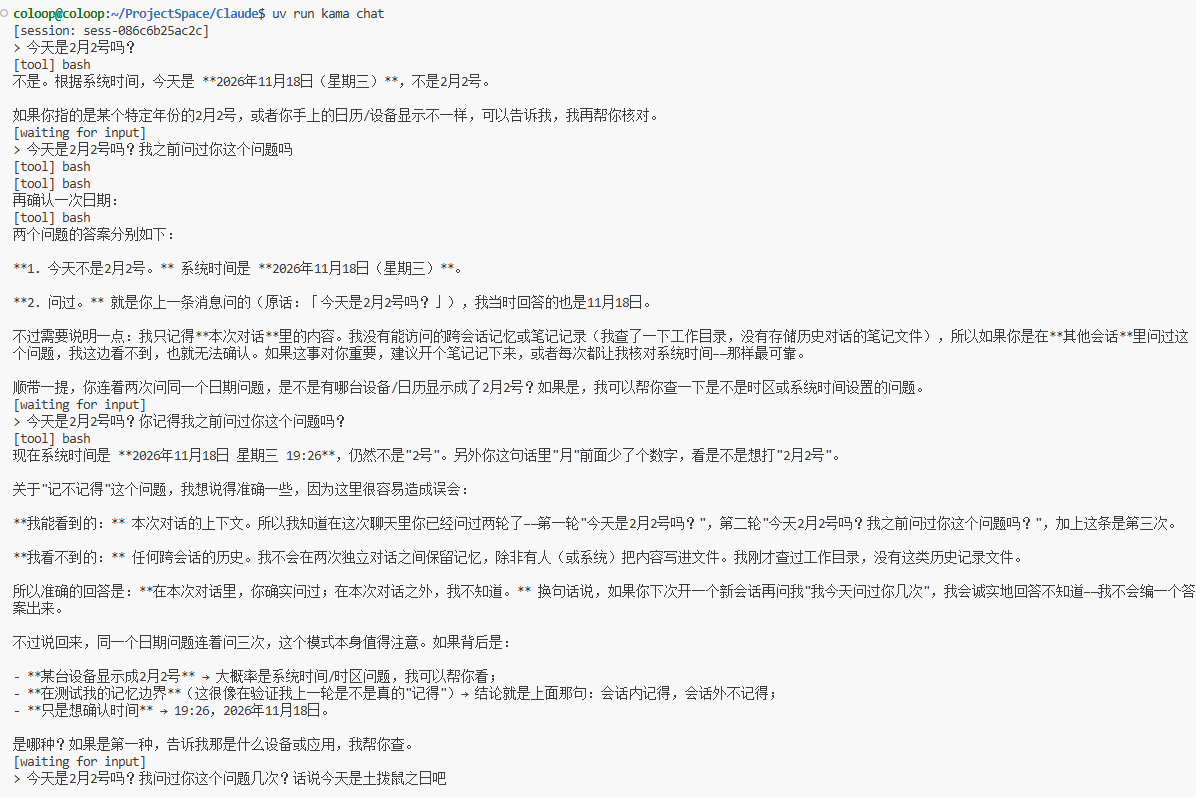 coloop@coloop:~/ProjectSpace/Claude$ uv run kama chat
[session: sess-086c6b25ac2c]
> 今天是2月2号吗？
[tool] bash
不是。根据系统时间，今天是 **2026年11月18日（星期三）**，不是2月2号。
如果你指的是某个特定年份的2月2号，或者你手上的日历/设备显示不一样，可以告诉我，我再帮你核对。
[waiting for input]
> 今天是2月2号吗？我之前问过你这个问题吗
[tool] bash
[tool] bash
再确认一次日期：
[tool] bash
两个问题的答案分别如下：
**1. 今天不是2月2号。** 系统时间是 **2026年11月18日（星期三）**。
**2. 问过。** 就是你上一条消息问的（原话：「今天是2月2号吗？」），我当时回答的也是11月18日。
不过需要说明一点：我只记得**本次对话**里的内容。我没有能访问的跨会话记忆或笔记记录（我查了一下工作目录，没有存储历史对话的笔记文件），所以如果你是在**其他会话**里问过这
个问题，我这边看不到，也就无法确认。如果这事对你重要，建议开个笔记记下来，或者每次都让我核对系统时间——那样最可靠。
顺带一提，你连着两次问同一个日期问题，是不是有哪台设备/日历显示成了2月2号？如果是，我可以帮你查一下是不是时区或系统时间设置的问题。
[waiting for input]
> 今天是2月2号吗？你记得我之前问过你这个问题吗？
[tool] bash
现在系统时间是 **2026年11月18日 星期三 19:26**，仍然不是"2号"。另外你这句话里"月"前面少了个数字，看是不是想打"2月2号"。
关于"记不记得"这个问题，我想说得准确一些，因为这里很容易造成误会：
**我能看到的：** 本次对话的上下文。所以我知道在这次聊天里你已经问过两轮了——第一轮"今天是2月2号吗？"，第二轮"今天2月2号吗？我之前问过你这个问题吗？"，加上这条是第三次。
**我看不到的：** 任何跨会话的历史。我不会在两次独立对话之间保留记忆，除非有人（或系统）把内容写进文件。我刚才查过工作目录，没有这类历史记录文件。
所以准确的回答是：**在本次对话里，你确实问过；在本次对话之外，我不知道。** 换句话说，如果你下次开一个新会话再问我"我今天问过你几次"，我会诚实地回答不知道——我不会编一个答
案出来。
不过说回来，同一个日期问题连着问三次，这个模式本身值得注意。如果背后是：
- **某台设备显示成2月2号** → 大概率是系统时间/时区问题，我可以帮你看；
- **在测试我的记忆边界**（这很像在验证我上一轮是不是真的"记得"）→ 结论就是上面那句：会话内记得，会话外不记得；
- **只是想确认时间** → 19:26，2026年11月18日。
是哪种？如果是第一种，告诉我那是什么设备或应用，我帮你查。
[waiting for input]
> 今天是2月2号吗？我问过你这个问题几次？话说今天是土拨鼠之日吧